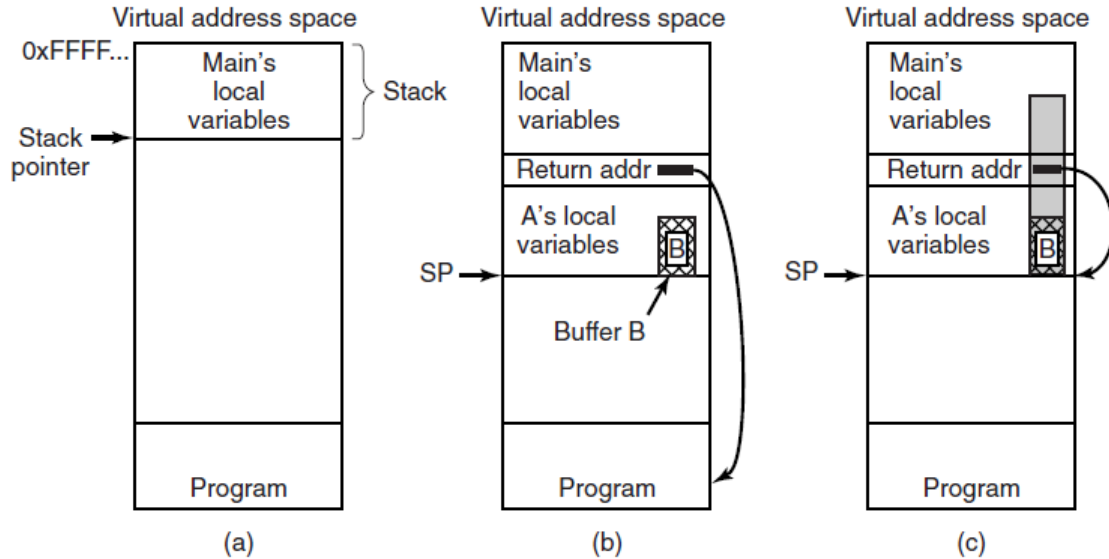 Virtual address space
0xFFFF...
Main's
local
variables
Stack
Stack
pointer
Program
(a)
Virtual address space
Main's
local
variables
Return addr
A's local
variables
B
SP
Buffer B
Program
(b)
Virtual address space
Main's
local
variables
Return addr
A's local
variables
B
SP
Program
(c)